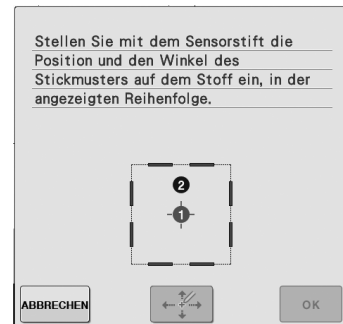 Stellen Sie mit dem Sensorstift die
Position und den Winkel des
Stickmusters auf dem Stoff ein, in der
angezeigten Reihenfolge.
2
1
ABBRECHEN
OK